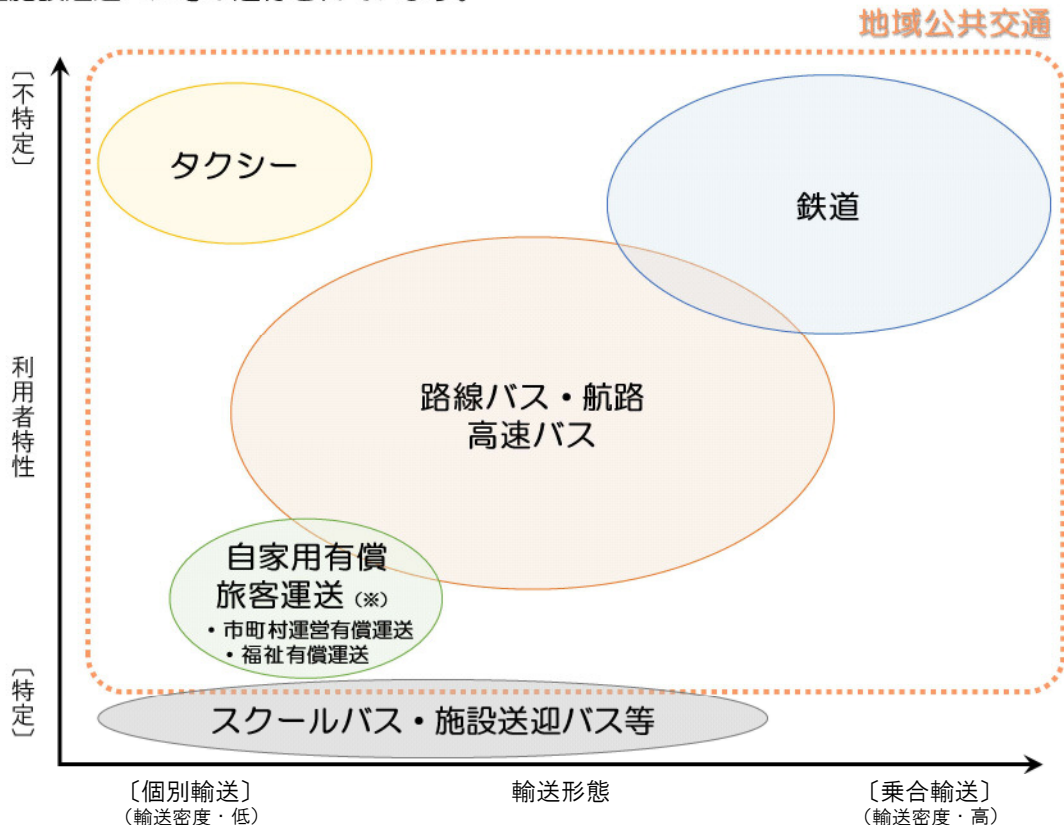 地域公共交通
〔不特定〕
タクシー
鉄道
利用者特性
路線バス・航路
高速バス
自家用有償
旅客運送(※)
・市町村運営有償運送
・福祉有償運送
〔特定〕
スクールバス・施設送迎バス等
〔個別輸送〕
(輸送密度・低)
輸送形態
〔乗合輸送〕
(輸送密度・高)